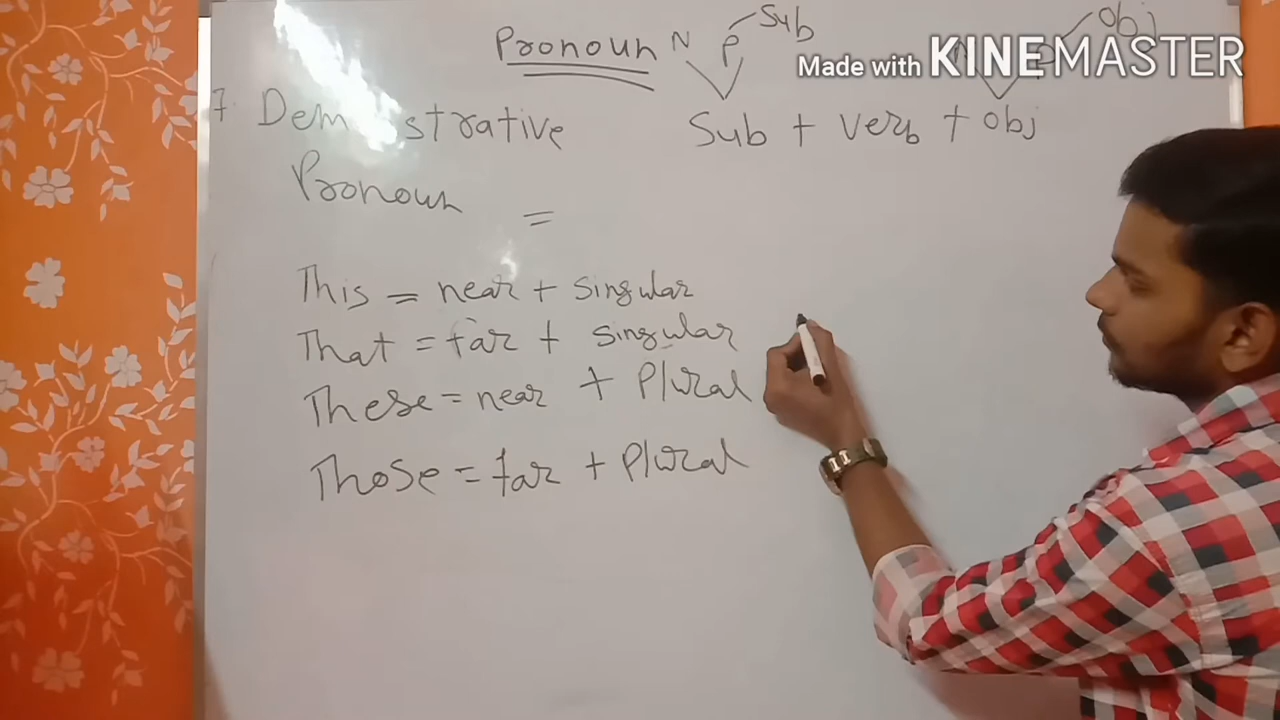 Pronoun N P Sub Obj
Made with KINEMASTER
7. Demonstrative Sub + verb + obj
Pronoun =
This = near + singular
That = far + singular
These = near + Plural
Those = far + Plural